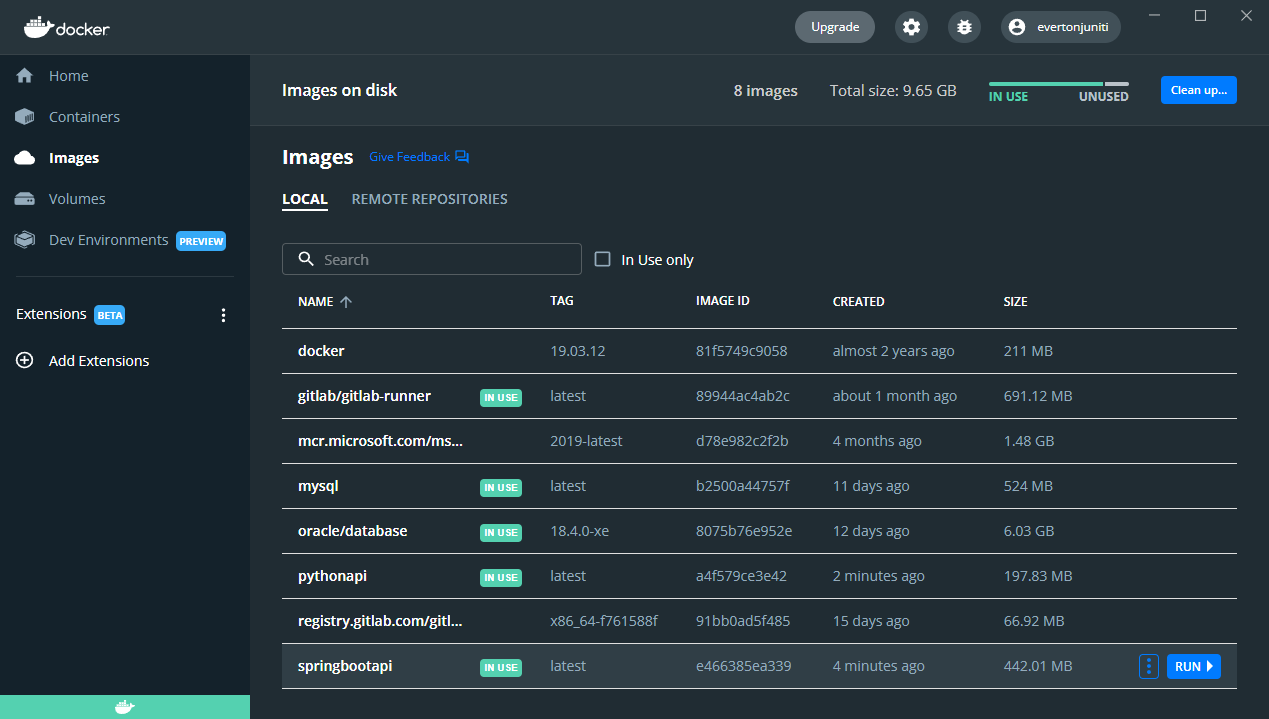 docker
Upgrade
evertonjuniti
Home
Containers
Images
Volumes
Dev Environments PREVIEW
Extensions BETA
Add Extensions
Images on disk
8 images
Total size: 9.65 GB
IN USE
UNUSED
Clean up...
Images
Give Feedback
LOCAL
REMOTE REPOSITORIES
Search
In Use only
NAME TAG IMAGE ID CREATED SIZE
docker 19.03.12 81f5749c9058 almost 2 years ago 211 MB
gitlab/gitlab-runner IN USE latest 89944ac4ab2c about 1 month ago 691.12 MB
mcr.microsoft.com/ms... 2019-latest d78e982c2f2b 4 months ago 1.48 GB
mysql IN USE latest b2500a44757f 11 days ago 524 MB
oracle/database IN USE 18.4.0-xe 8075b76e952e 12 days ago 6.03 GB
pythonapi IN USE latest a4f579ce3e42 2 minutes ago 197.83 MB
registry.gitlab.com/gitl... x86_64-f761588f 91bb0ad5f485 15 days ago 66.92 MB
springbootapi IN USE latest e466385ea339 4 minutes ago 442.01 MB RUN